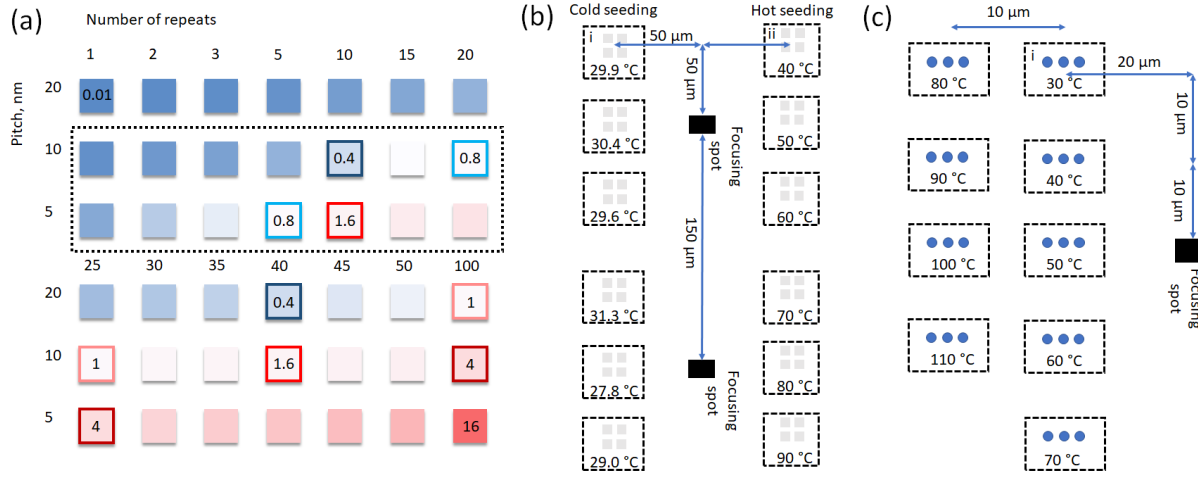 (a)
Number of repeats
1 2 3 5 10 15 20
Pitch, nm
20 0.01
10 0.4 0.8
5 0.8 1.6
25 30 35 40 45 50 100
20 0.4 1
10 1 1.6 4
5 4 16
(b)
Cold seeding
Hot seeding
i
50 µm
ii
29.9 °C
40 °C
50 µm
Focusing
spot
30.4 °C
50 °C
29.6 °C
60 °C
150 µm
31.3 °C
70 °C
27.8 °C
80 °C
Focusing
spot
29.0 °C
90 °C
(c)
10 µm
i
80 °C
30 °C
20 µm
10 µm
90 °C
40 °C
10 µm
100 °C
50 °C
Focusing
spot
110 °C
60 °C
70 °C